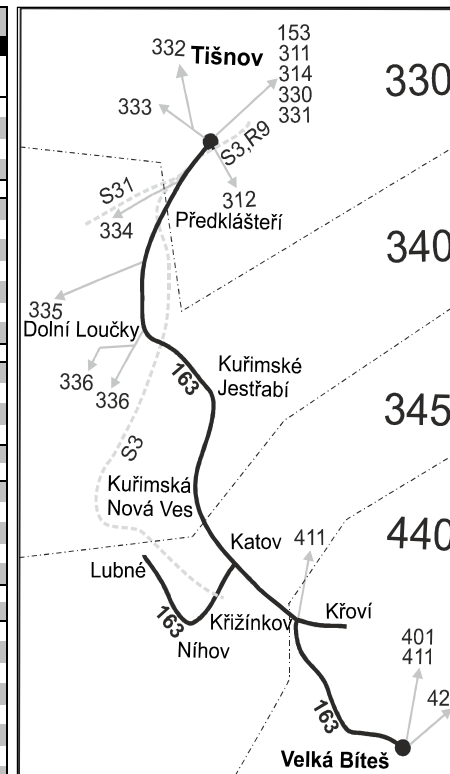 153
332
Tišnov
311
314
330
330
333
331
S3,R9
S31
312
334
Předklášteří
340
335
Dolní Loučky
336
336
163
Kuřimské
Jestřabí
345
S3
Kuřimská
Nová Ves
Katov
411
440
Lubné
163
Níhov
Křižínkov
Křoví
401
411
42
163
Velká Bíteš